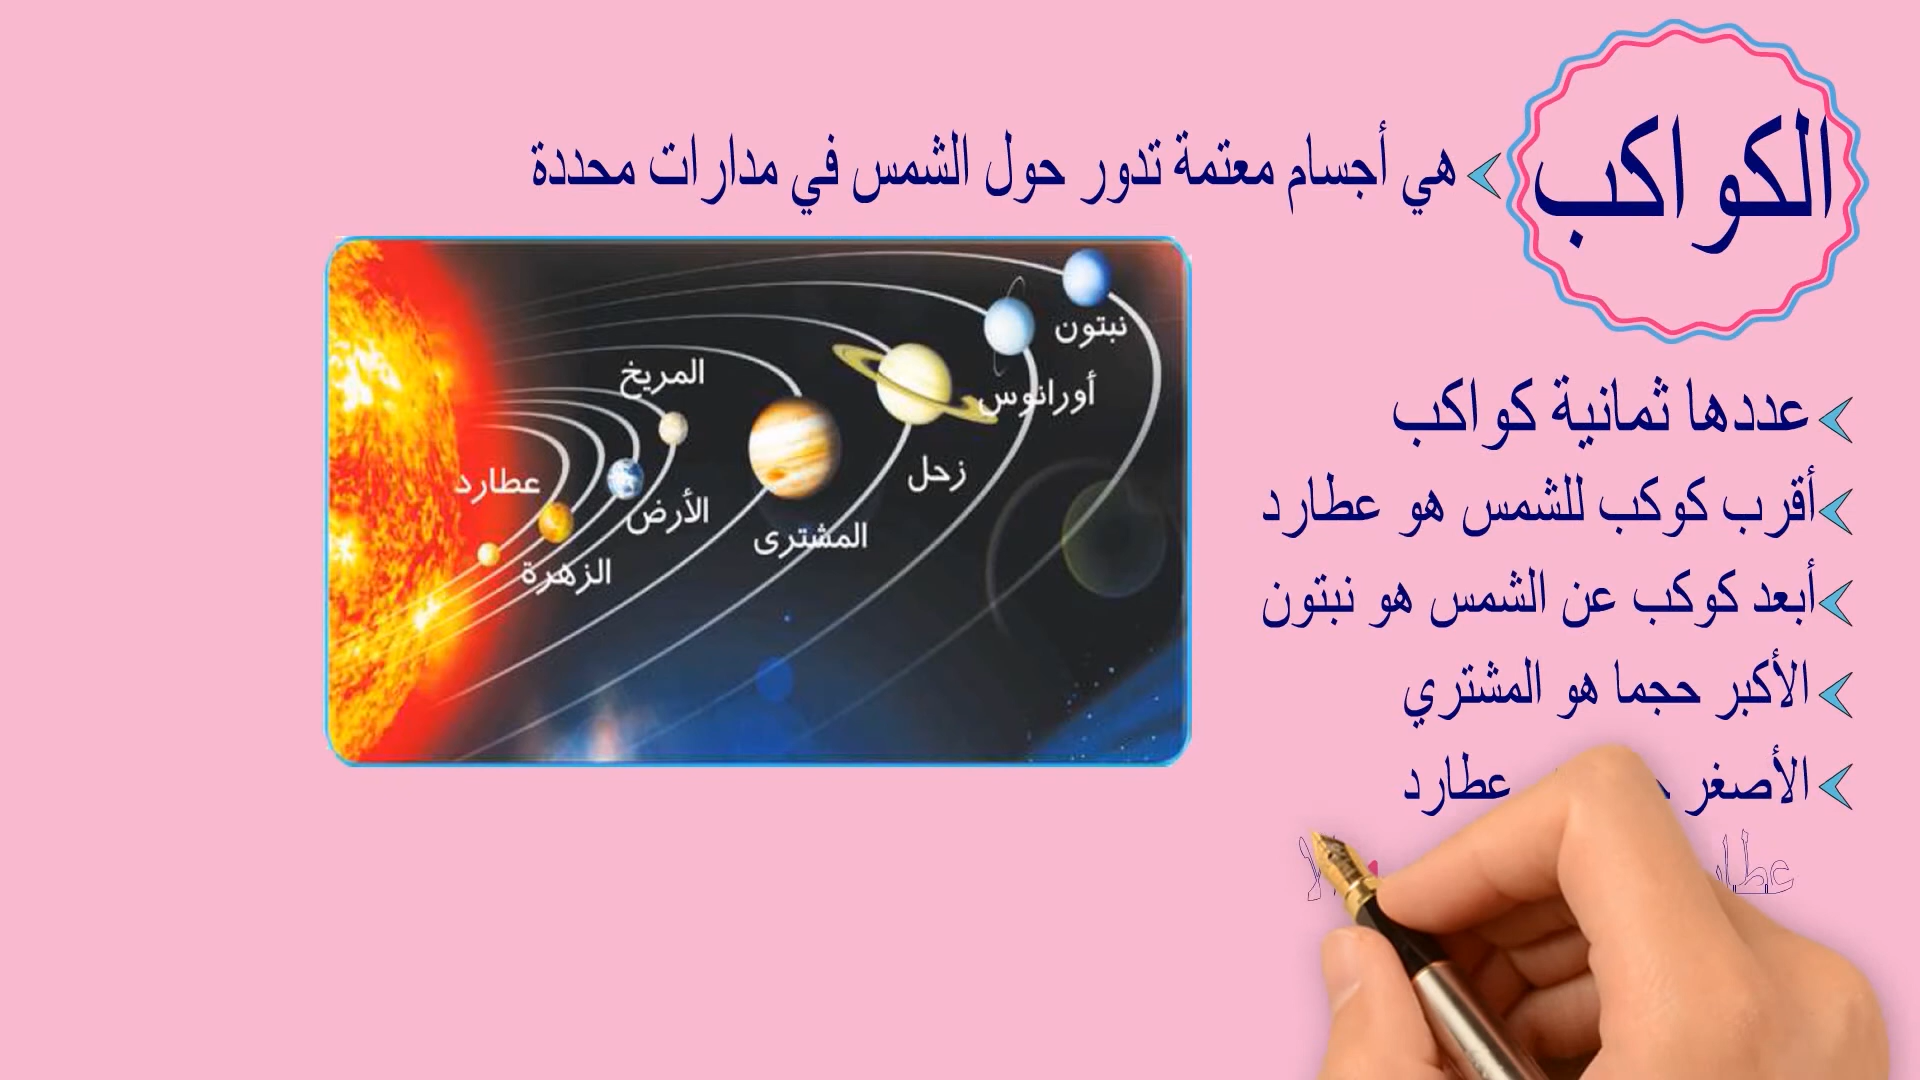 الكواكب
هي أجسام معتمة تدور حول الشمس في مدارات محددة
نبتون
أورانوس
المريخ
زحل
عطارد
الأرض
المشترى
الزهرة
عددها ثمانية كواكب
أقرب كوكب للشمس هو عطارد
أبعد كوكب عن الشمس هو نبتون
الأكبر حجما هو المشتري
الأصغر عطارد